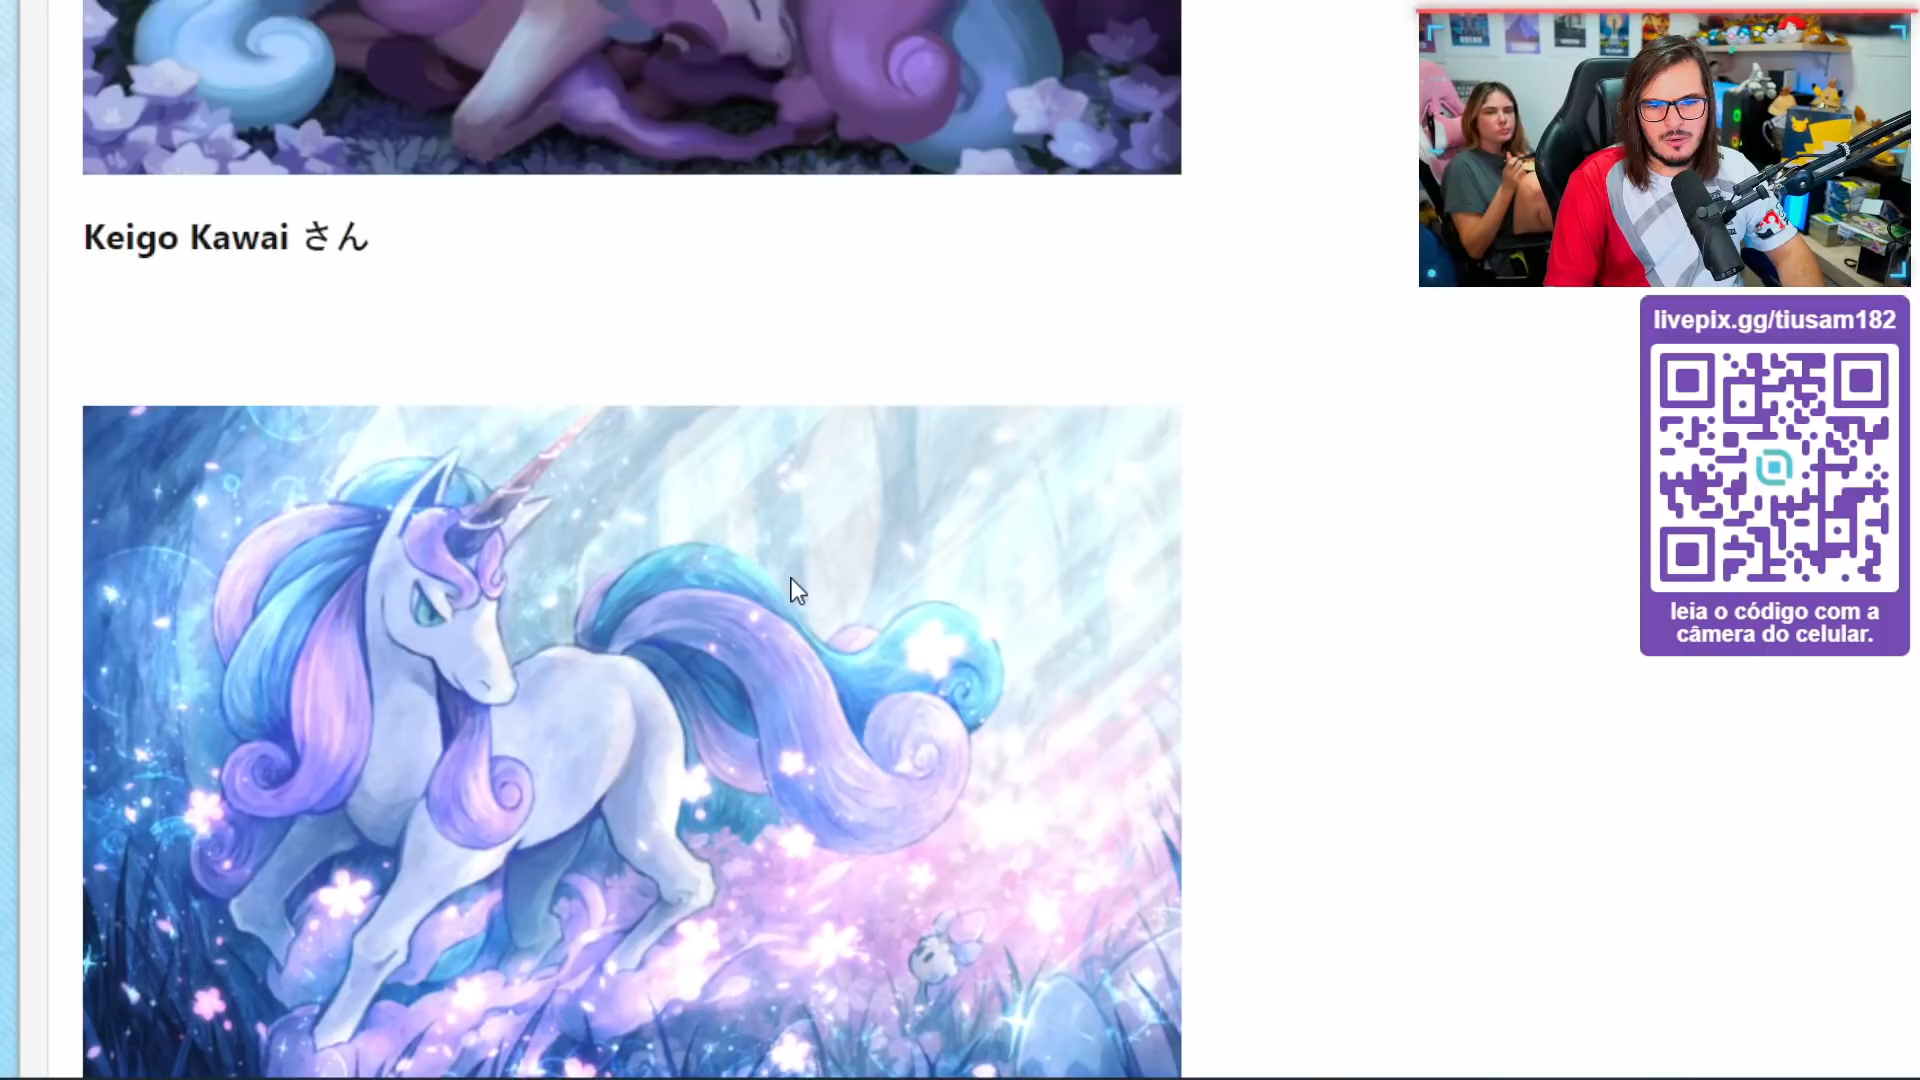 Keigo Kawai さん
livepix.gg/tiusam182
leia o código com a
câmera do celular.